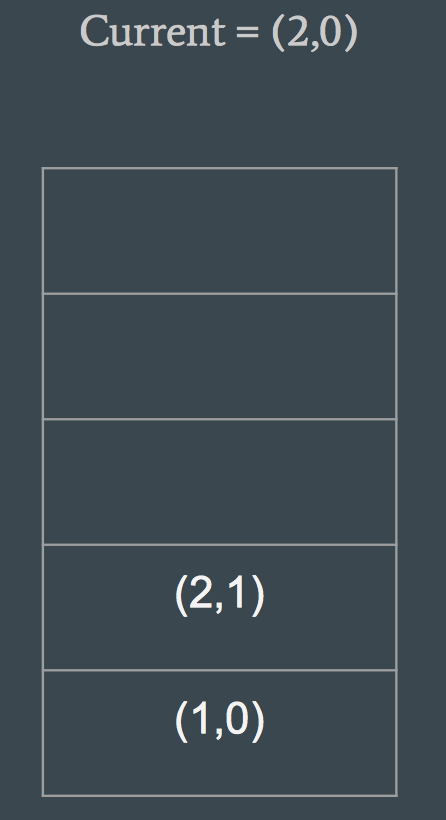 Current = (2,0)
(2,1)
(1,0)